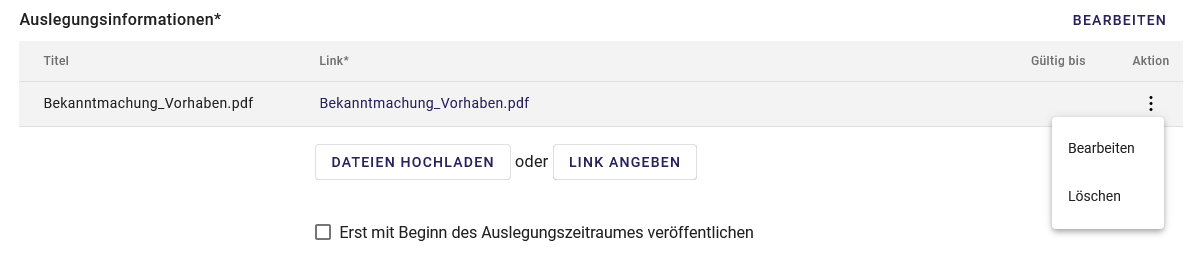 Auslegungsinformationen* BEARBEITEN
Titel Link* Gültig bis Aktion
Bekanntmachung_Vorhaben.pdf Bekanntmachung_Vorhaben.pdf
Bearbeiten
DATEIEN HOCHLADEN oder LINK ANGEBEN
Löschen
Erst mit Beginn des Auslegungszeitraumes veröffentlichen